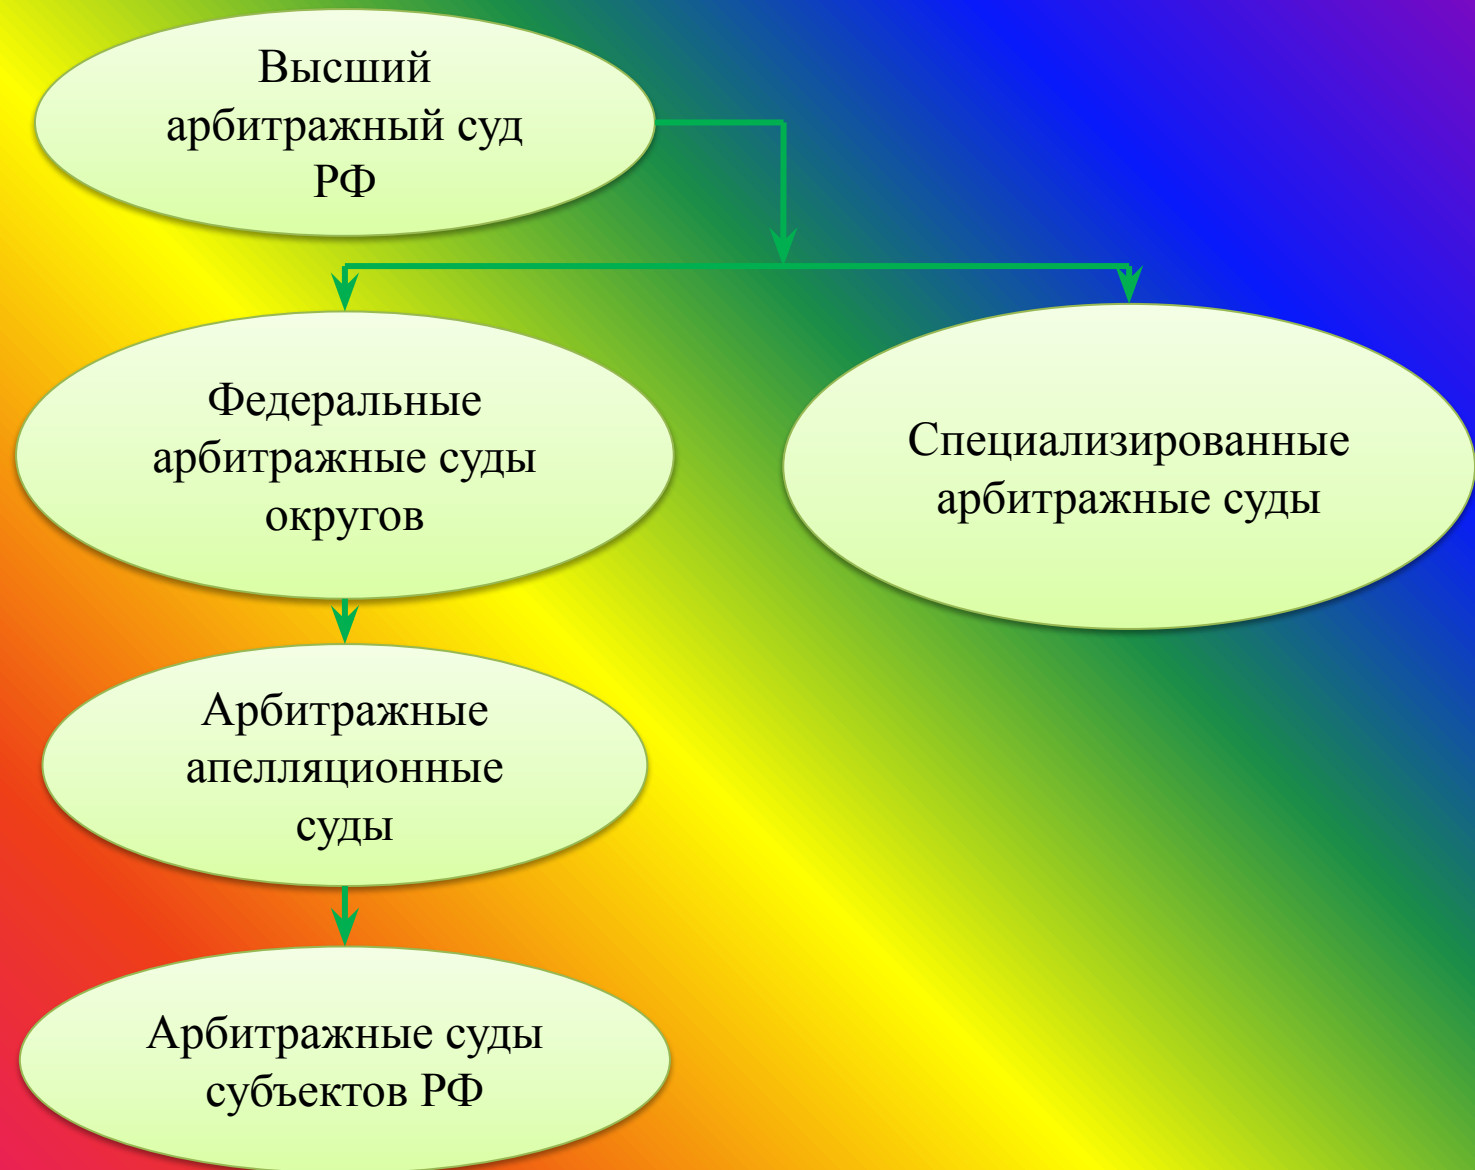 Высший
арбитражный суд
РФ
Федеральные
арбитражные суды
округов
Специализированные
арбитражные суды
Арбитражные
апелляционные
суды
Арбитражные суды
субъектов РФ